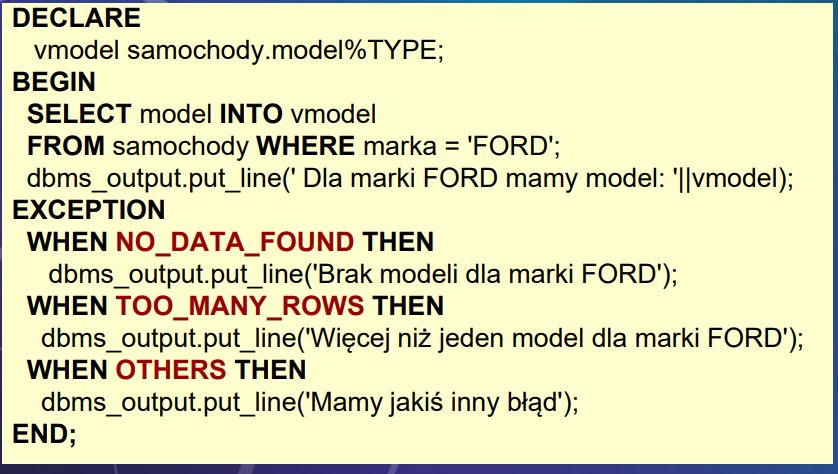 DECLARE
vmodel samochody.model%TYPE;
BEGIN
SELECT model INTO vmodel
FROM samochody WHERE marka = 'FORD';
dbms_output.put_line(' Dla marki FORD mamy model: '||vmodel);
EXCEPTION
WHEN NO_DATA_FOUND THEN
dbms_output.put_line('Brak modeli dla marki FORD');
WHEN TOO_MANY_ROWS THEN
dbms_output.put_line('Więcej niż jeden model dla marki FORD');
WHEN OTHERS THEN
dbms_output.put_line('Mamy jakiś inny błąd');
END;